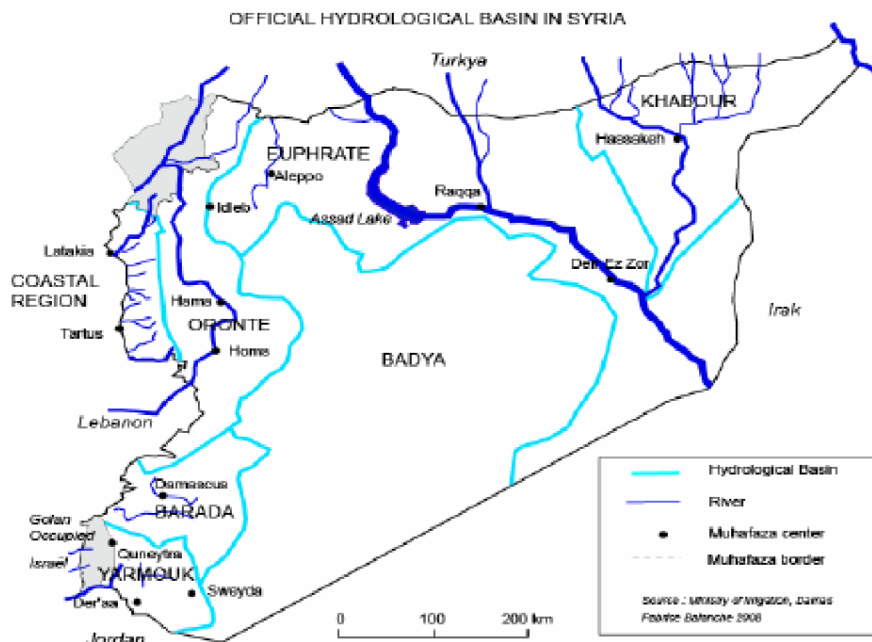 OFFICIAL HYDROLOGICAL BASIN IN SYRIA
Turkya
KHABOUR
Hassakeh
EUPHRATE
Aleppo
Idleb
Raqqa
Assad Lake
Latakia
Deir Ez Zor
COASTAL
REGION
Hama
ORONTE
Irak
Tartus
Homs
BADYA
Lebanon
Hydrological Basin
Damascus
River
BARADA
Golan
Occupied
Muhafaza center
Quneytra
Israel
Muhafaza border
YARMOUK
Sweyda
Der'aa
Source : Ministry of Irrigation, Damas
Fabrice Balanche 2008
0 100 200 km
Jordan